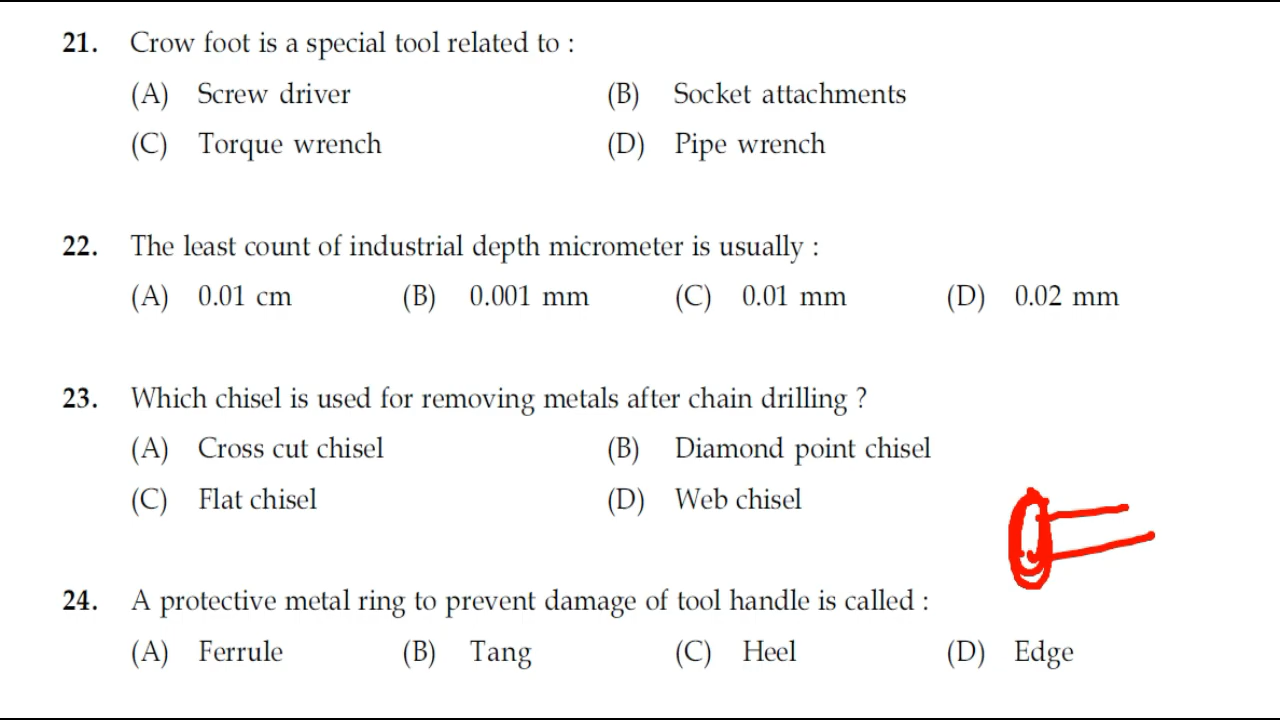 21. Crow foot is a special tool related to :
(A) Screw driver (B) Socket attachments
(C) Torque wrench (D) Pipe wrench
22. The least count of industrial depth micrometer is usually :
(A) 0.01 cm (B) 0.001 mm (C) 0.01 mm (D) 0.02 mm
23. Which chisel is used for removing metals after chain drilling ?
(A) Cross cut chisel (B) Diamond point chisel
(C) Flat chisel (D) Web chisel
24. A protective metal ring to prevent damage of tool handle is called :
(A) Ferrule (B) Tang (C) Heel (D) Edge